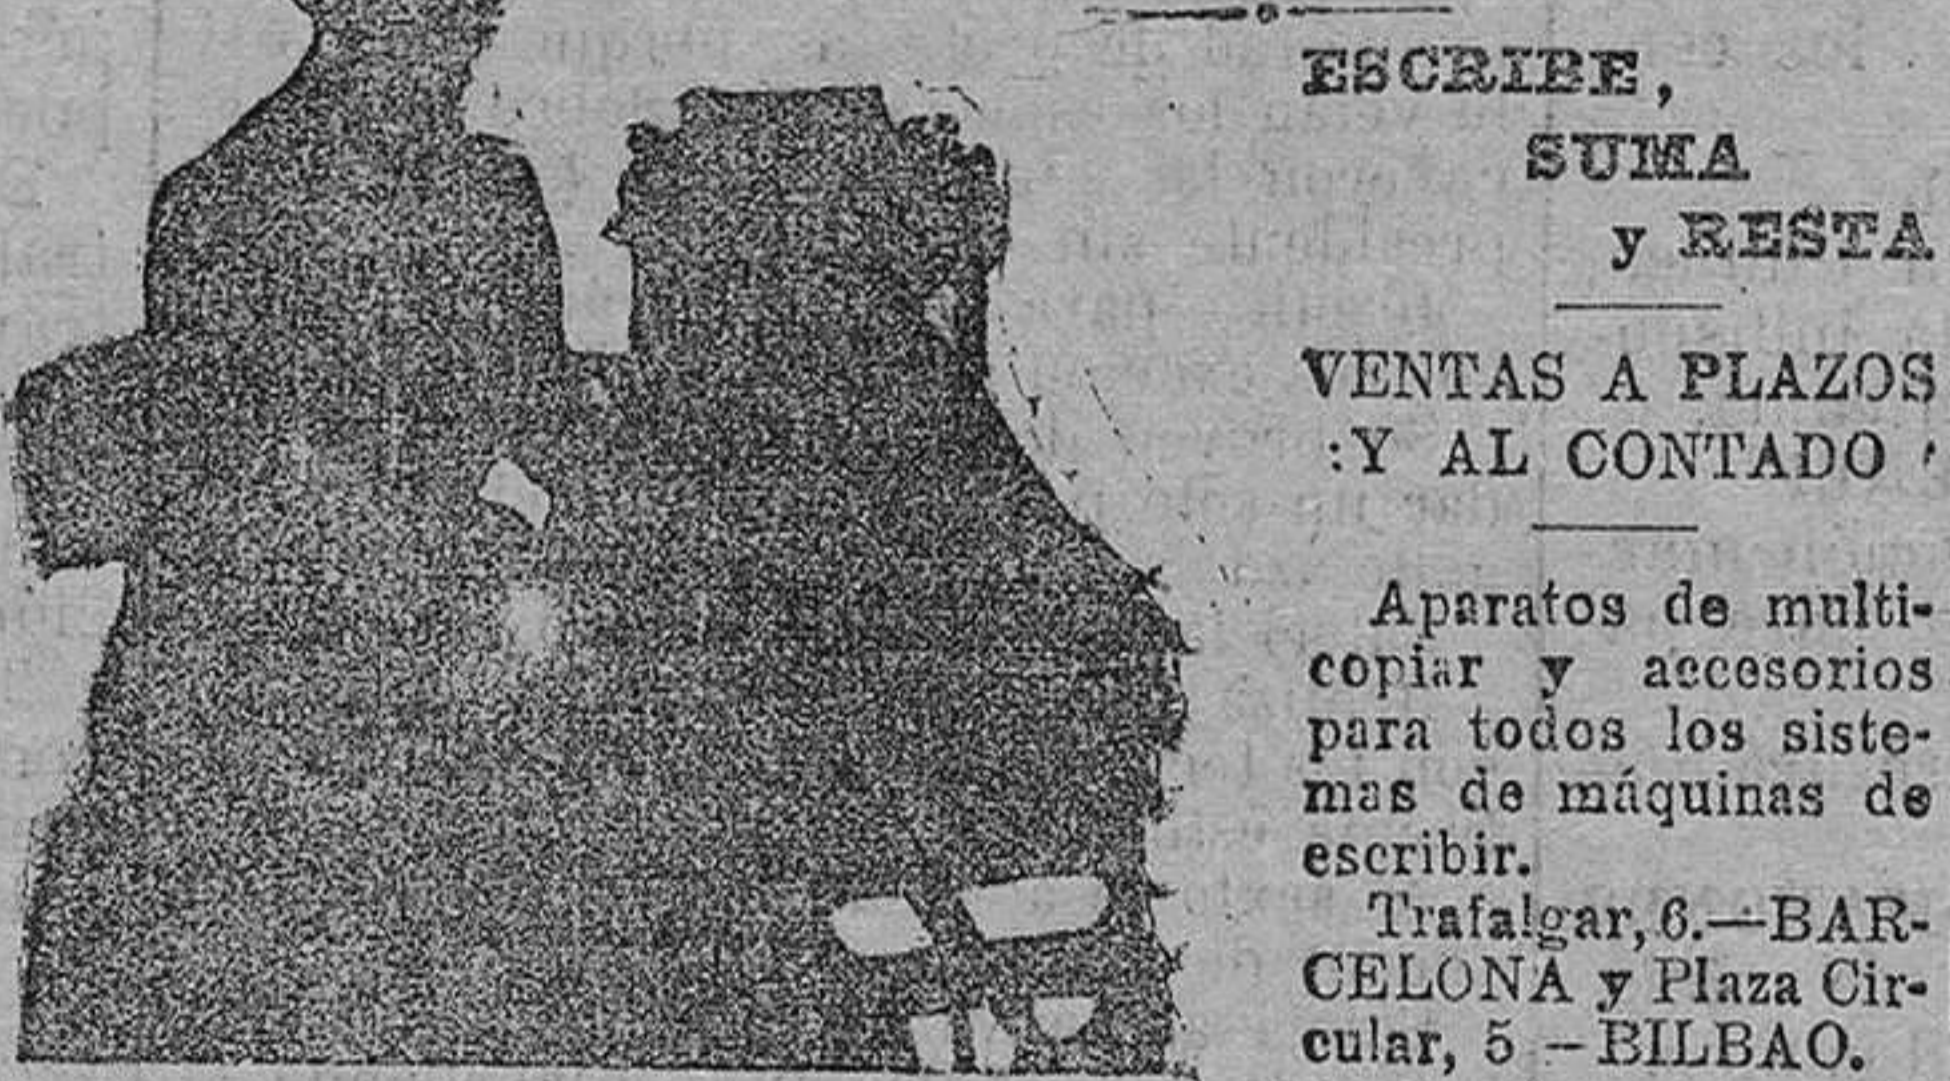 ESCRIBE,
SUMA
y RESTA
VENTAS A PLAZOS
:Y AL CONTADO :
Aparatos de multi-
copiar y accesorios
para todos los siste-
mas de máquinas de
escribir.
Trafalgar, 6.—BAR-
CELONA y Plaza Cir-
cular, 5 - BILBAO.